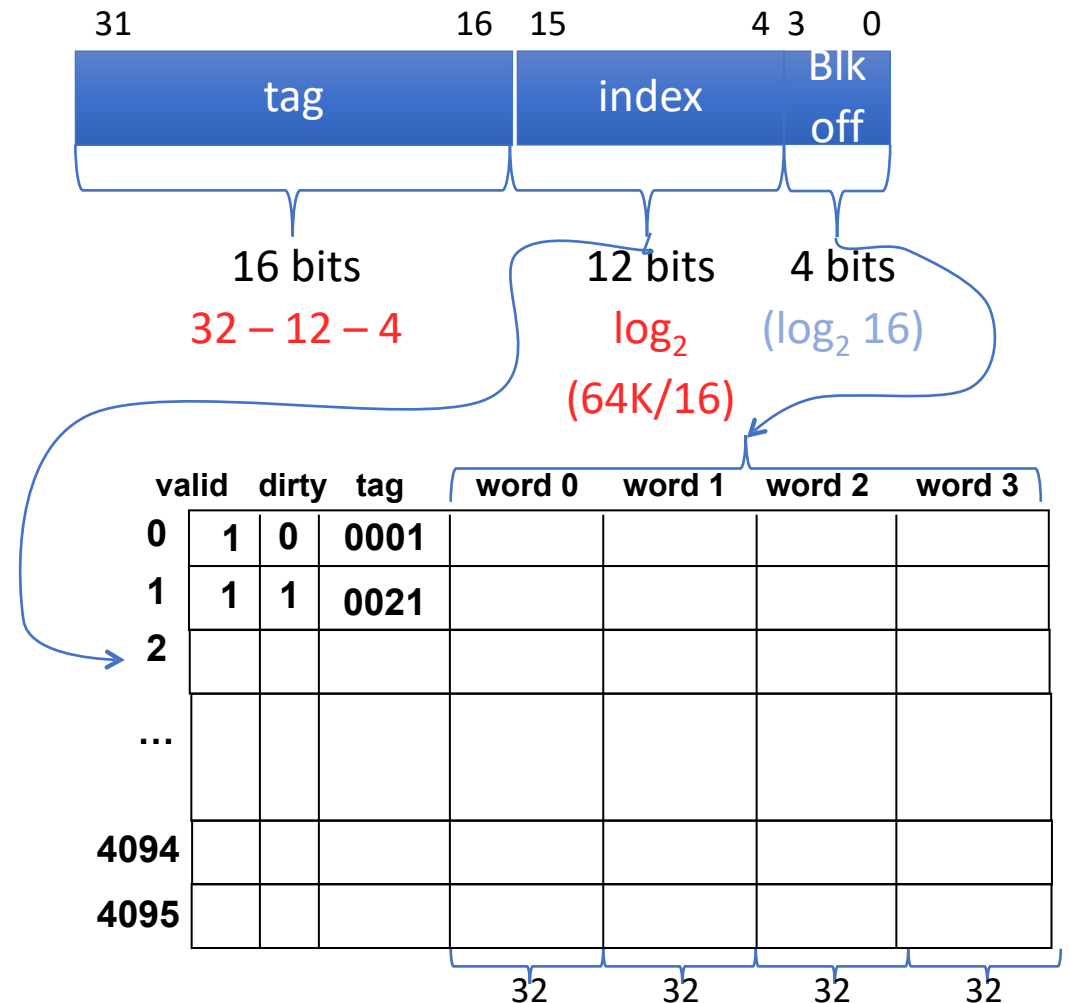 31 16 15 4 3 0
tag index Blk off
16 bits 12 bits 4 bits
32 – 12 – 4 log₂ (64K/16) (log₂ 16)
valid dirty tag word 0 word 1 word 2 word 3
0 1 0 0001
1 1 1 0021
2
...
4094
4095
32 32 32 32